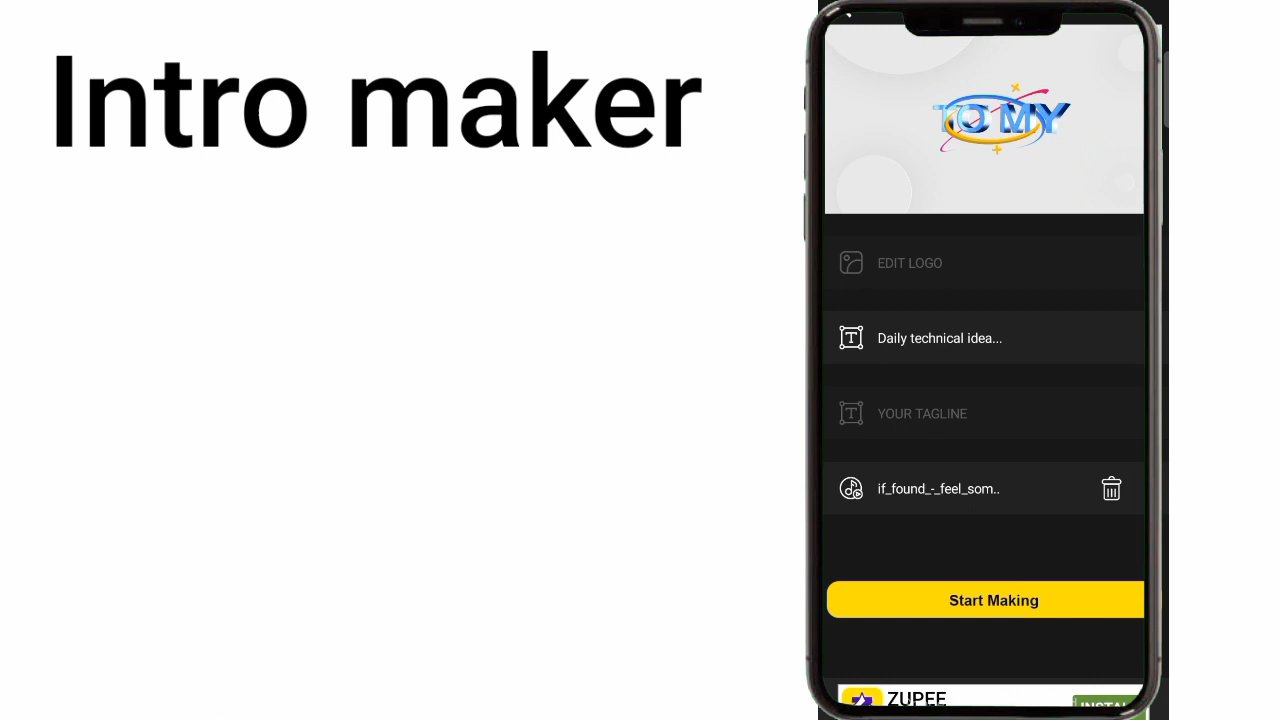 Intro maker
TO MY
EDIT LOGO
Daily technical idea...
YOUR TAGLINE
if_found_-_feel_som..
Start Making
ZUPEE